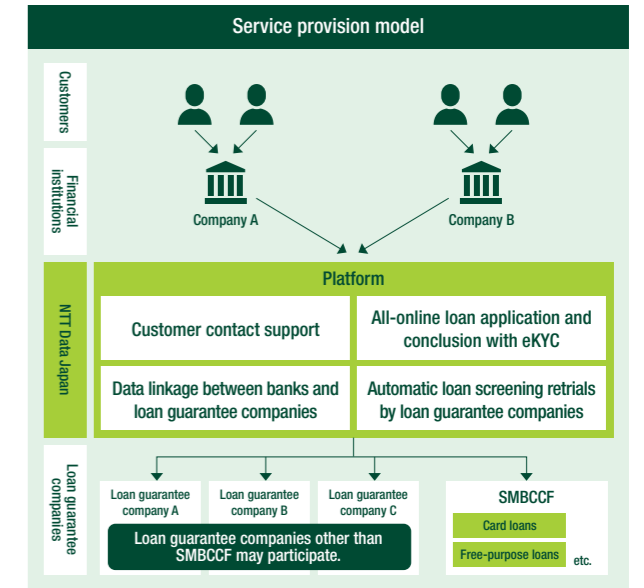 Service provision model
Customers
Financial
institutions
Company A
Company B
NTT Data Japan
Platform
Customer contact support
All-online loan application and
conclusion with eKYC
Data linkage between banks and
loan guarantee companies
Automatic loan screening retrials
by loan guarantee companies
Loan guarantee
companies
Loan guarantee
company A
Loan guarantee
company B
Loan guarantee
company C
Loan guarantee companies other than
SMBCCF may participate.
SMBCCF
Card loans
Free-purpose loans
etc.